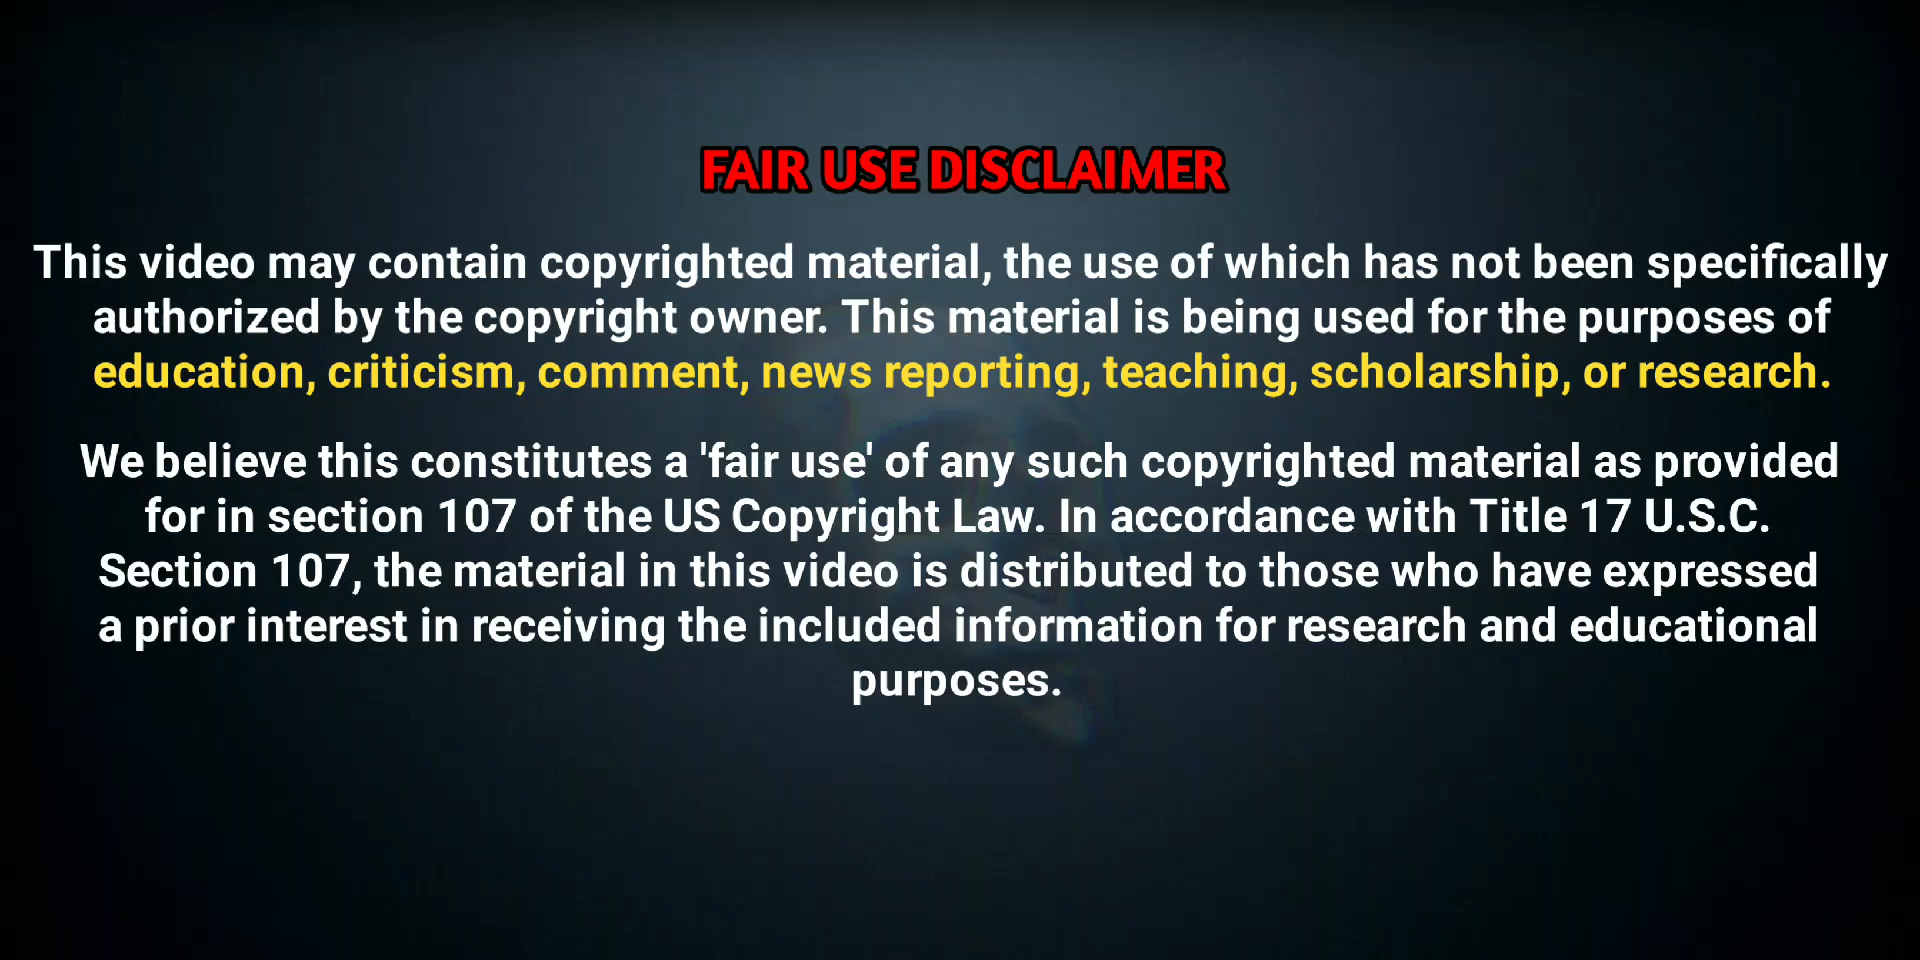 FAIR USE DISCLAIMER
This video may contain copyrighted material, the use of which has not been specifically
authorized by the copyright owner. This material is being used for the purposes of
education, criticism, comment, news reporting, teaching, scholarship, or research.
We believe this constitutes a 'fair use' of any such copyrighted material as provided
for in section 107 of the US Copyright Law. In accordance with Title 17 U.S.C.
Section 107, the material in this video is distributed to those who have expressed
a prior interest in receiving the included information for research and educational
purposes.